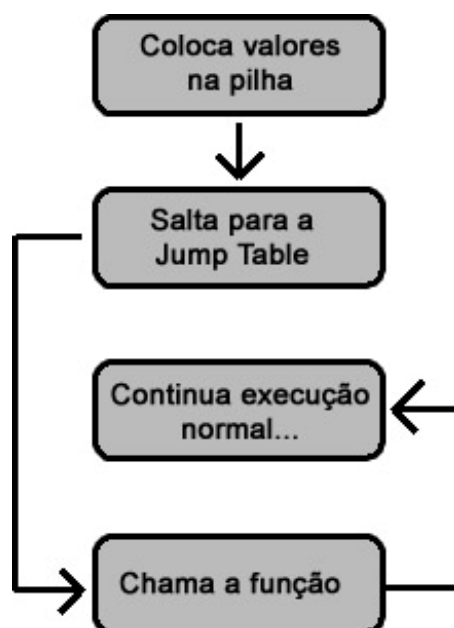 Coloca valores
na pilha
Salta para a
Jump Table
Continua execução
normal...
Chama a função